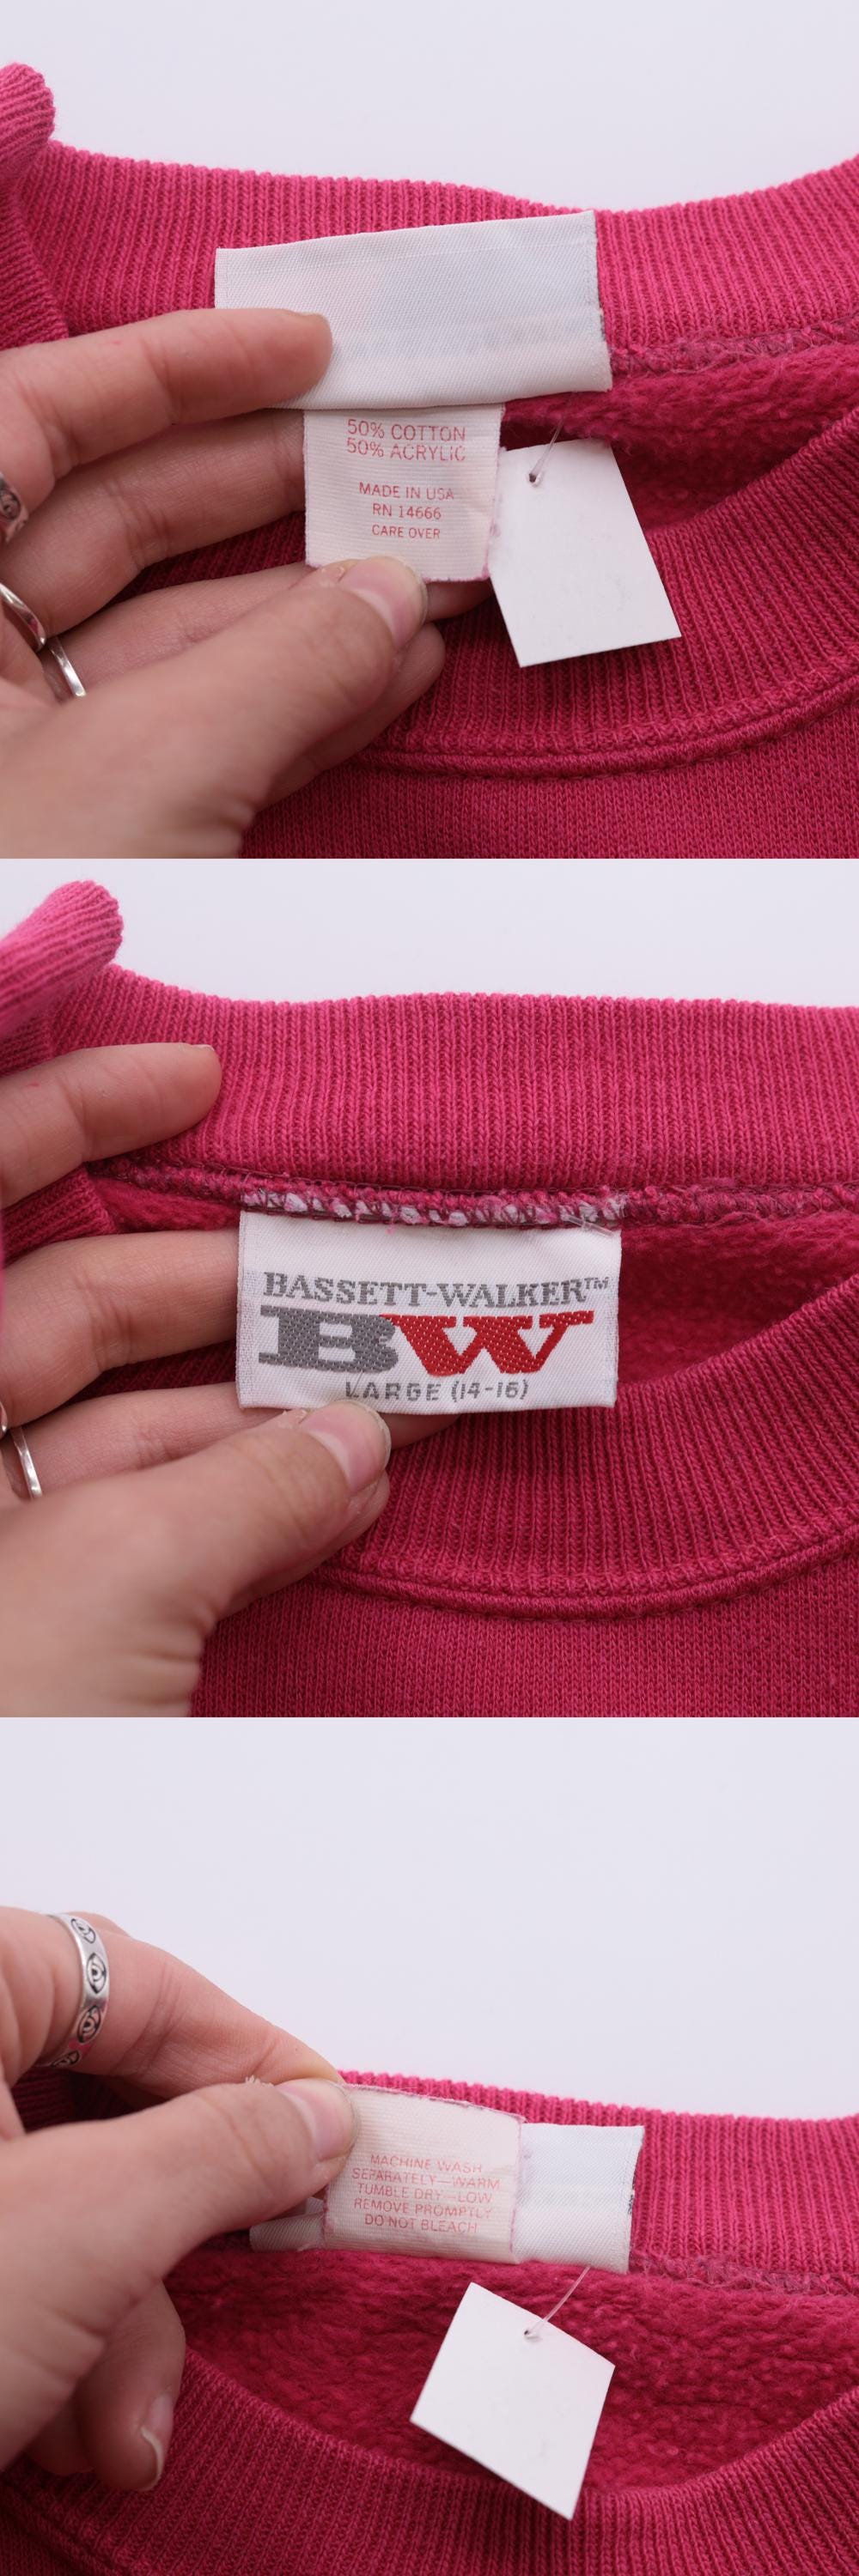 50% COTTON
50% ACRYLIC
MADE IN USA
RN 14666
CARE OVER
BASSETT-WALKER™
BW
LARGE (14-16)
MACHINE WASH
SEPARATELY—WARM
TUMBLE DRY—LOW
REMOVE PROMPTLY
DO NOT BLEACH